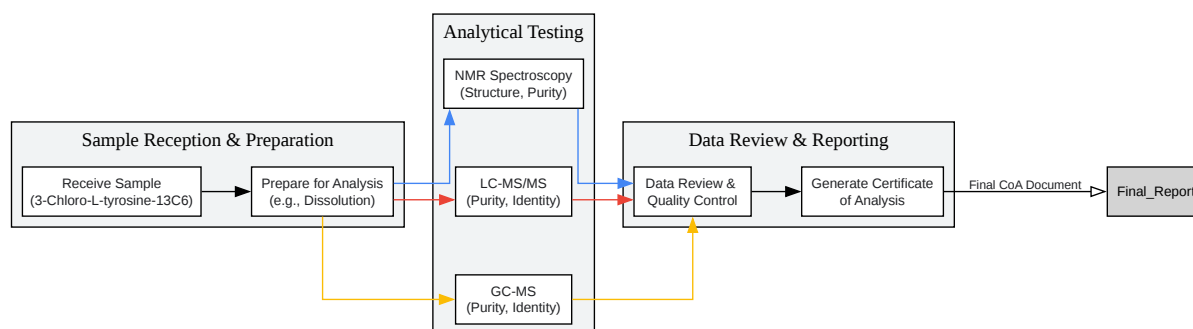 Analytical Testing
NMR Spectroscopy
(Structure, Purity)
Sample Reception & Preparation
Receive Sample
(3-Chloro-L-tyrosine-13C6)
Prepare for Analysis
(e.g., Dissolution)
LC-MS/MS
(Purity, Identity)
GC-MS
(Purity, Identity)
Data Review & Reporting
Data Review &
Quality Control
Generate Certificate
of Analysis
Final CoA Document
Final_Report